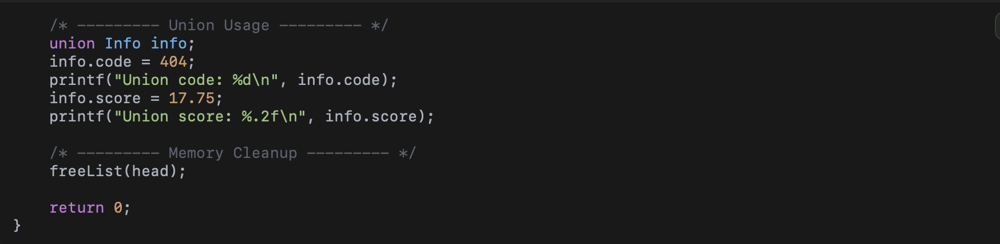 /* ───────── Union Usage ───────── */
union Info info;
info.code = 404;
printf("Union code: %d\n", info.code);
info.score = 17.75;
printf("Union score: %.2f\n", info.score);
/* ───────── Memory Cleanup ───────── */
freeList(head);
return 0;
}